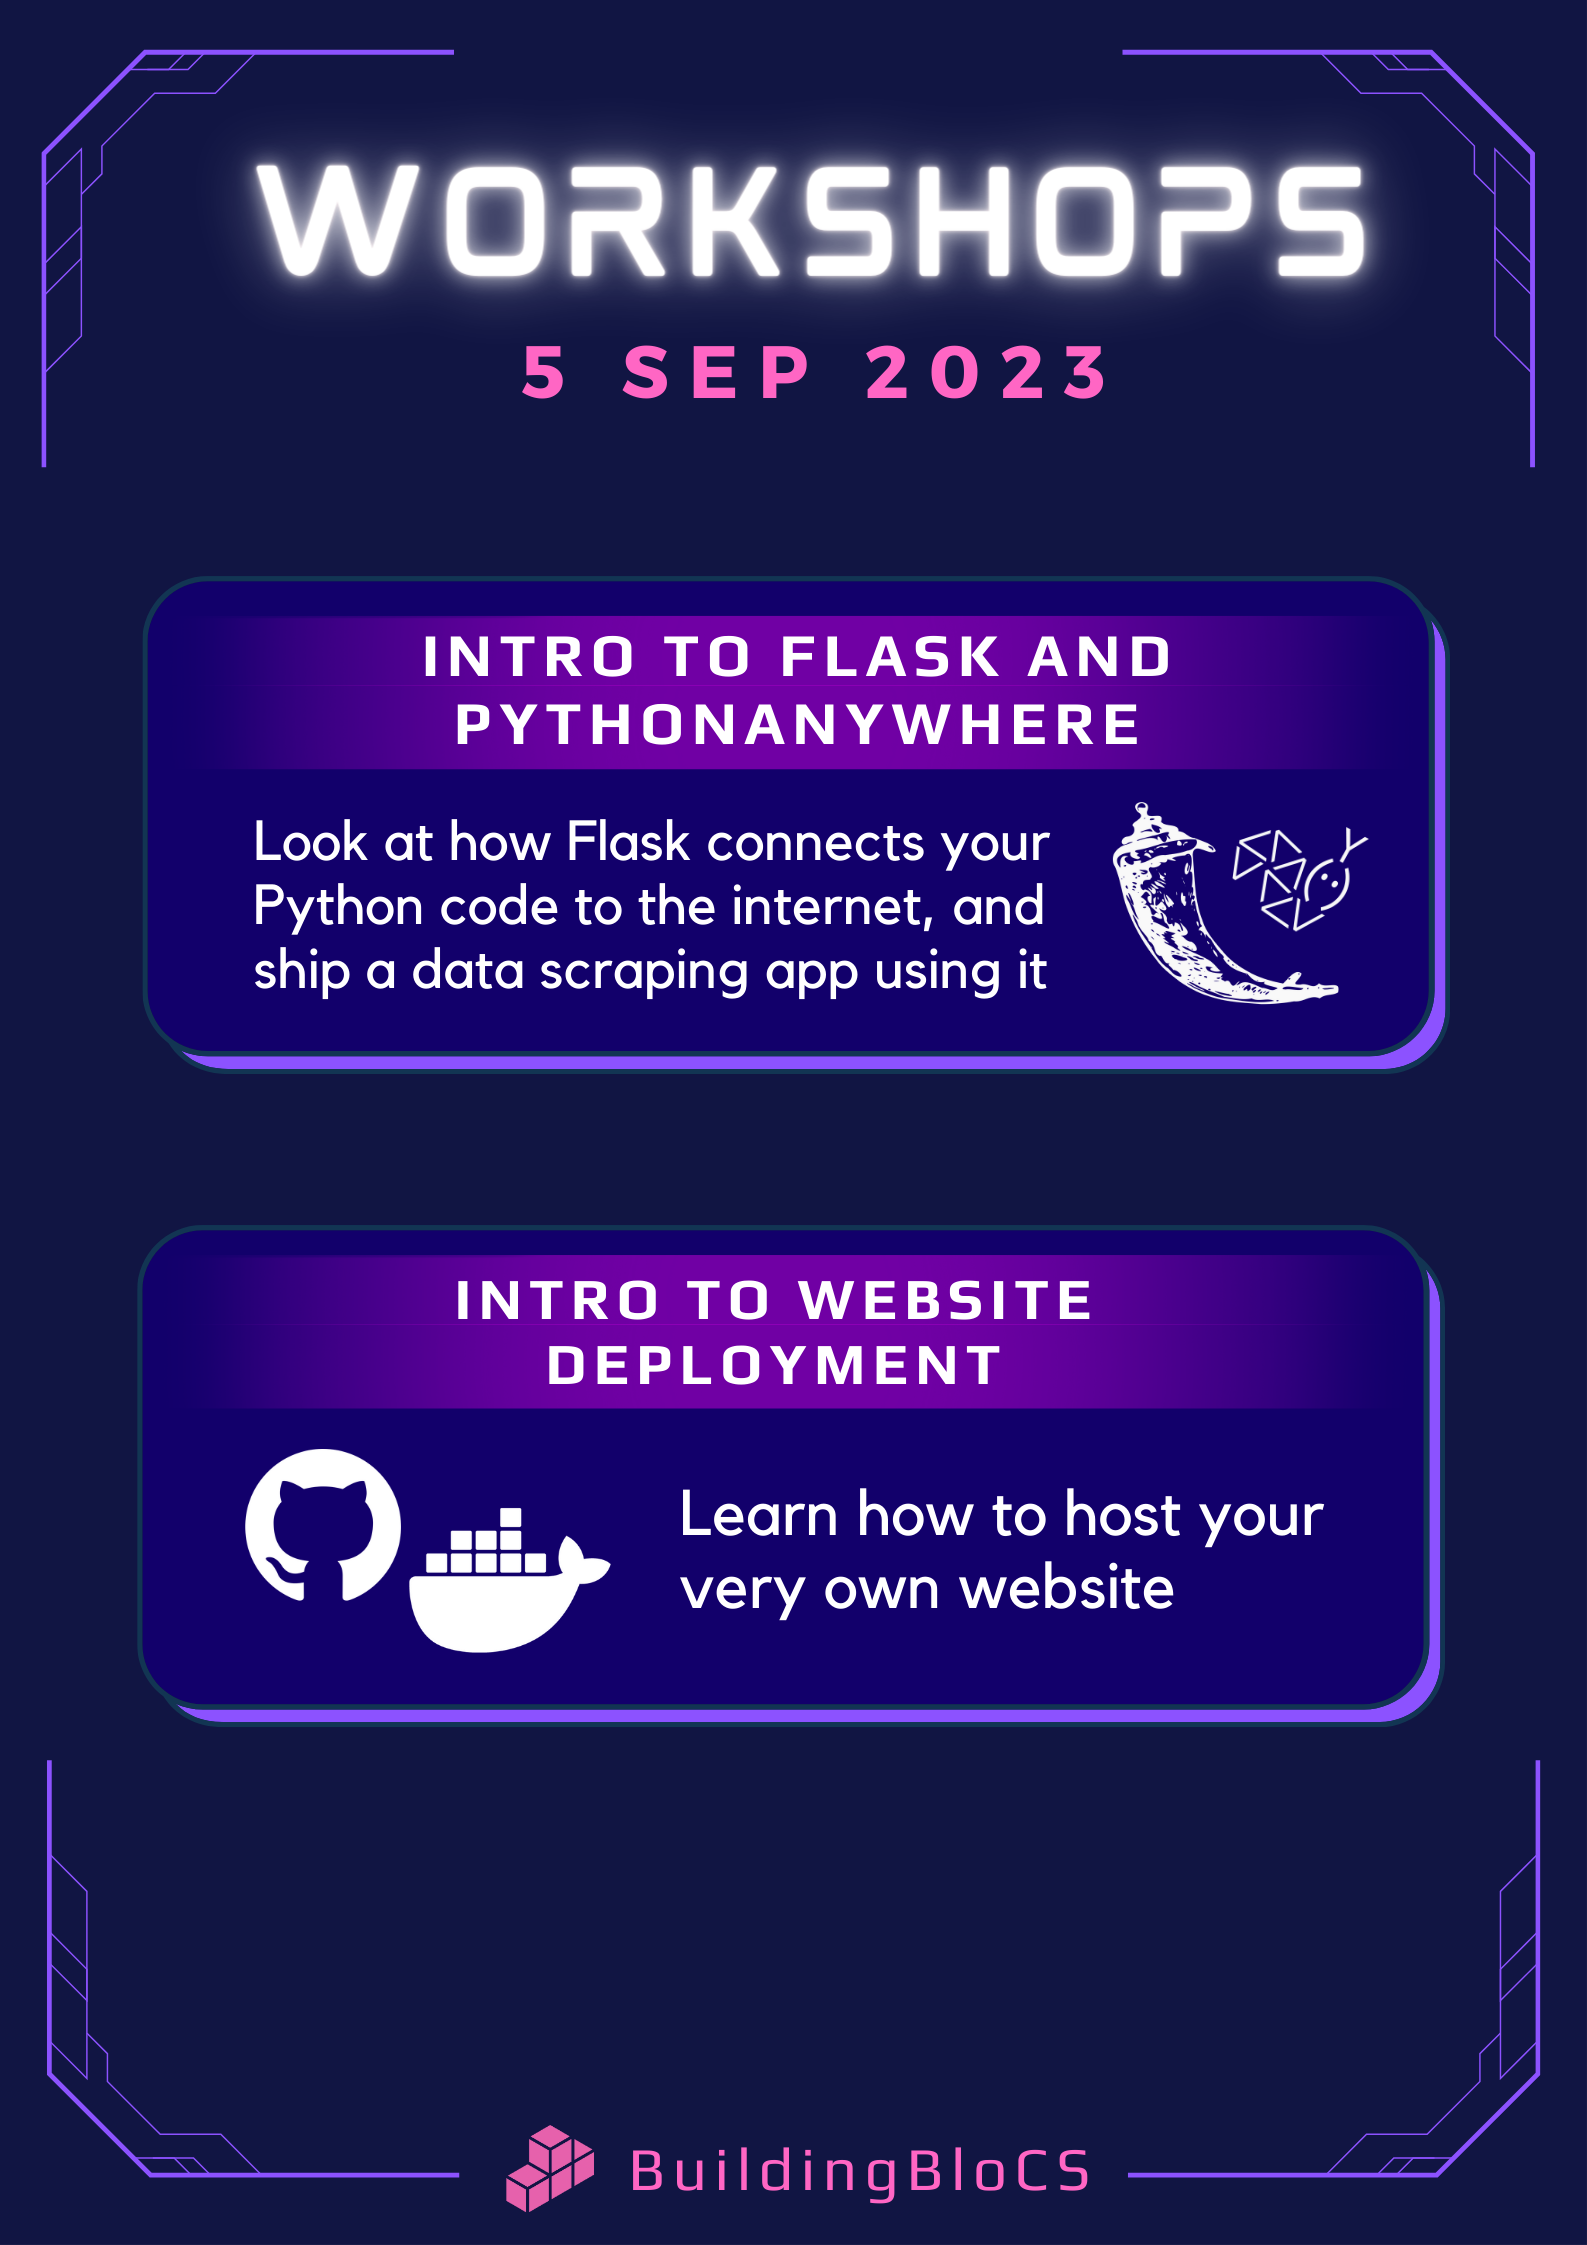 WORKSHOPS
5 SEP 2023
INTRO TO FLASK AND
PYTHONANYWHERE
Look at how Flask connects your
Python code to the internet, and
ship a data scraping app using it
INTRO TO WEBSITE
DEPLOYMENT
Learn how to host your
very own website
BuildingBloCS